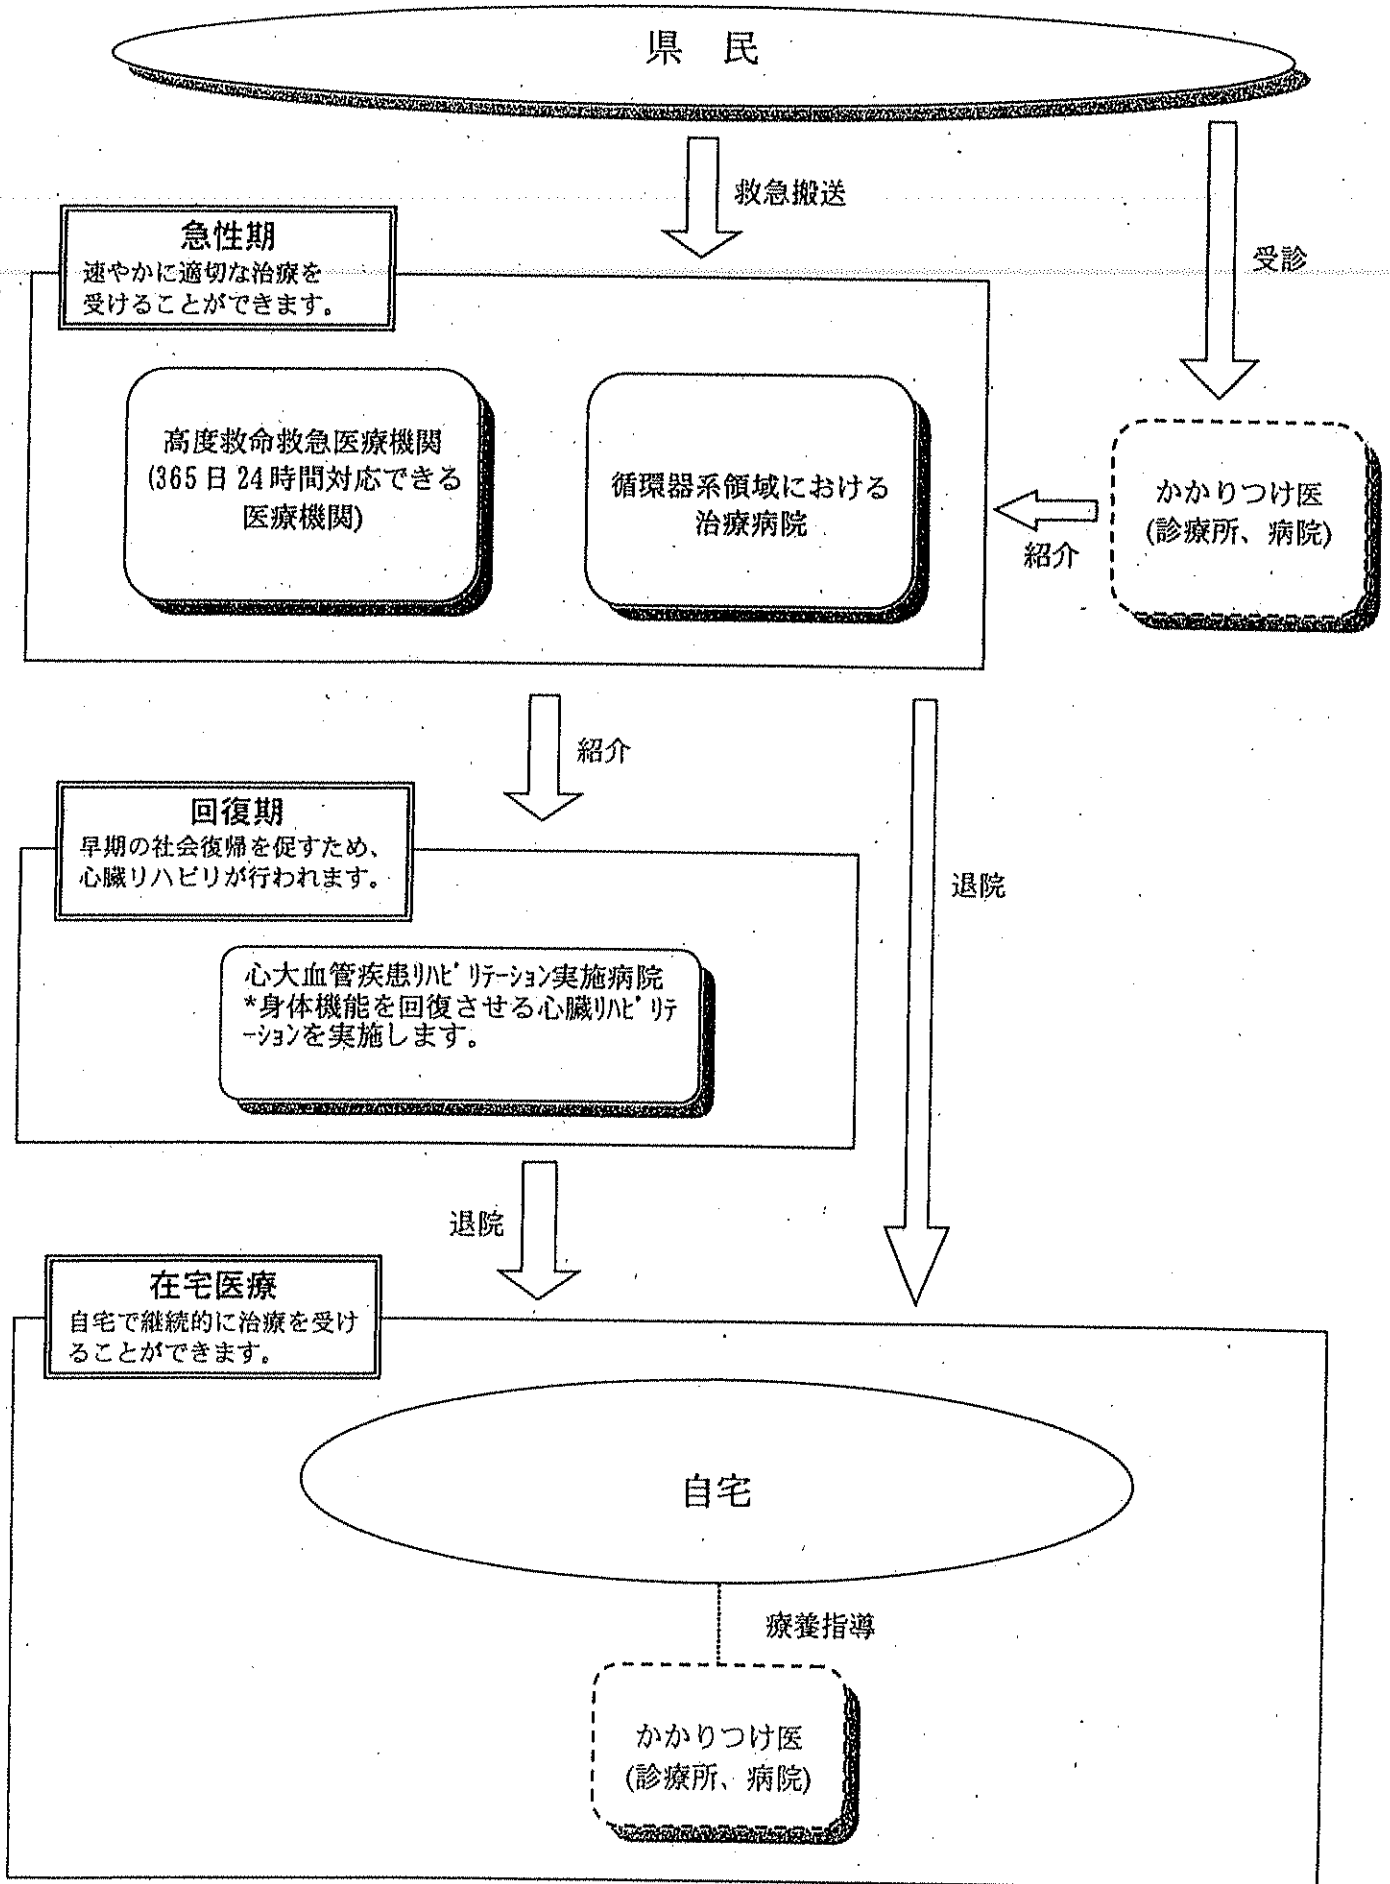 県 民
救急搬送
受診
急性期
速やかに適切な治療を
受けることができます。
高度救命救急医療機関
(365日24時間対応できる
医療機関)
循環器系領域における
治療病院
かかりつけ医
(診療所、病院)
紹介
紹介
回復期
早期の社会復帰を促すため、
心臓リハビリが行われます。
退院
心大血管疾患ﾘﾊﾋﾞﾘﾃｰｼｮﾝ実施病院
*身体機能を回復させる心臓ﾘﾊﾋﾞﾘﾃ
ｰｼｮﾝを実施します。
退院
在宅医療
自宅で継続的に治療を受け
ることができます。
自宅
療養指導
かかりつけ医
(診療所、病院)